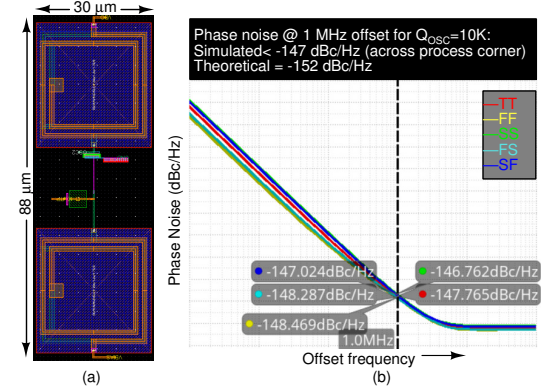 30 μm
88 μm
(a)
Phase noise @ 1 MHz offset for QOSC=10K:
Simulated< -147 dBc/Hz (across process corner)
Theoretical = -152 dBc/Hz
TT
FF
SS
FS
SF
Phase Noise (dBc/Hz)
-147.024dBc/Hz
-146.762dBc/Hz
-148.287dBc/Hz
-147.765dBc/Hz
-148.469dBc/Hz
1.0MHz
Offset frequency
(b)